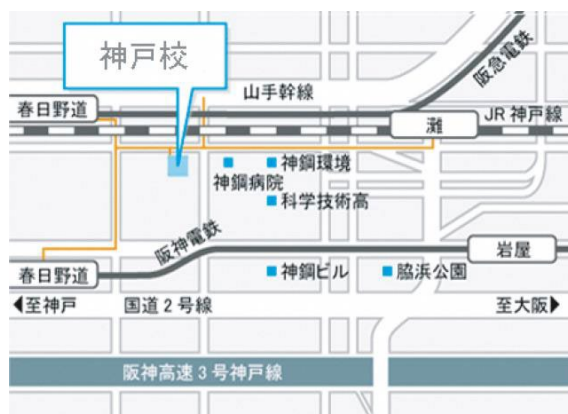 神戸校
阪急電鉄
山手幹線
春日野道
灘
JR神戸線
神鋼環境
神鋼病院
科学技術高
阪神電鉄
岩屋
春日野道
神鋼ビル
脇浜公園
◀至神戸
国道2号線
至大阪▶
阪神高速3号神戸線